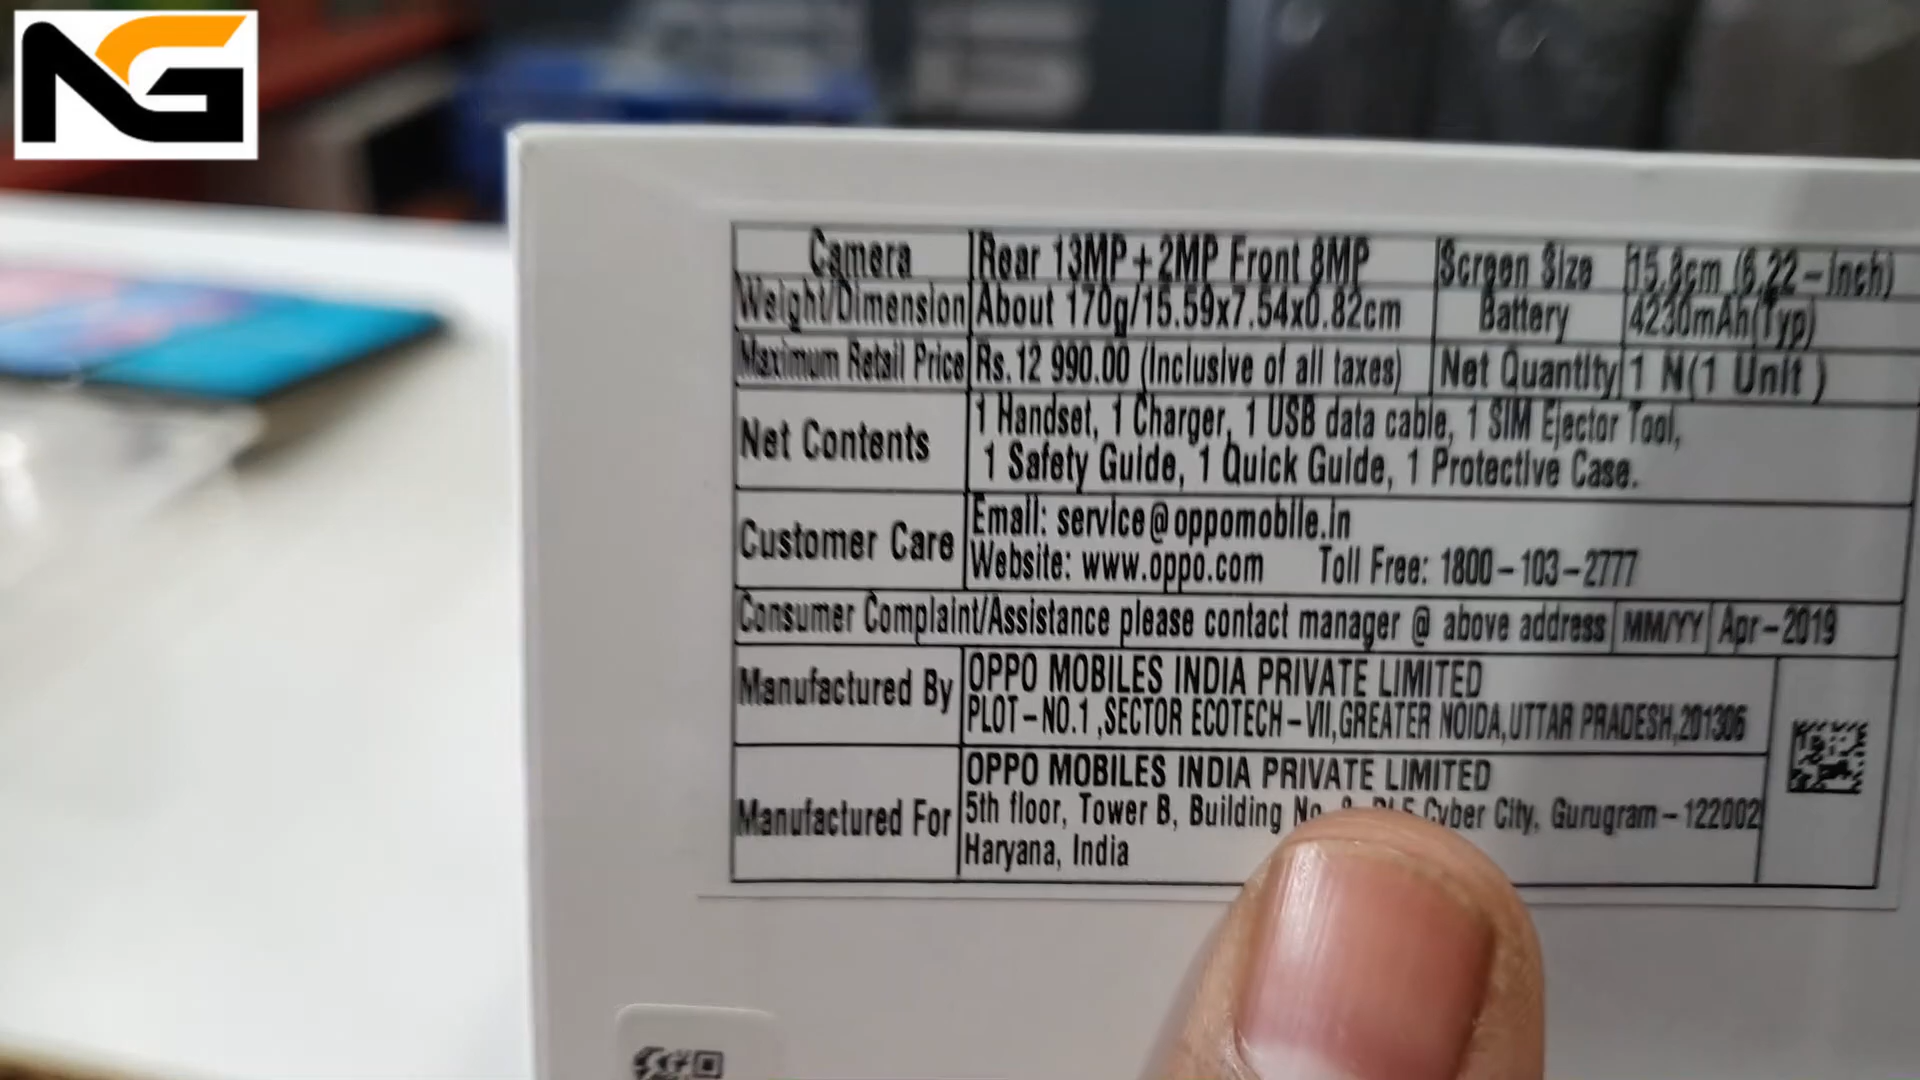 NG
Camera Rear 13MP+2MP Front 8MP Screen Size 15.8cm (6.22-inch)
Weight/Dimension About 170g/15.59x7.54x0.82cm Battery 4230mAh(Typ)
Maximum Retail Price Rs.12 990.00 (Inclusive of all taxes) Net Quantity 1 N(1 Unit )
Net Contents 1 Handset, 1 Charger, 1 USB data cable, 1 SIM Ejector Tool,
1 Safety Guide, 1 Quick Guide, 1 Protective Case.
Customer Care Email: service@oppomobile.in
Website: www.oppo.com Toll Free: 1800-103-2777
Consumer Complaint/Assistance please contact manager @ above address MM/YY Apr-2019
Manufactured By OPPO MOBILES INDIA PRIVATE LIMITED
PLOT-NO.1 ,SECTOR ECOTECH-VII,GREATER NOIDA,UTTAR PRADESH,201306
Manufactured For OPPO MOBILES INDIA PRIVATE LIMITED
5th floor, Tower B, Building Cyber City, Gurugram-122002
Haryana, India